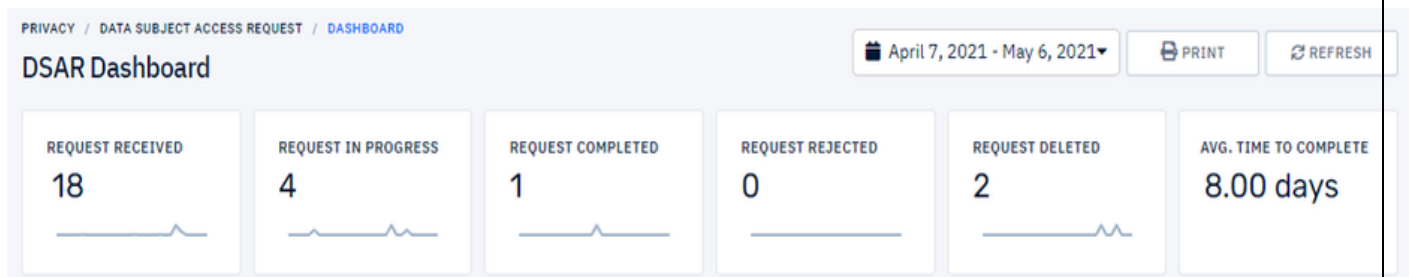 PRIVACY / DATA SUBJECT ACCESS REQUEST / DASHBOARD
DSAR Dashboard
April 7, 2021 - May 6, 2021
PRINT
REFRESH
REQUEST RECEIVED
18
REQUEST IN PROGRESS
4
REQUEST COMPLETED
1
REQUEST REJECTED
0
REQUEST DELETED
2
AVG. TIME TO COMPLETE
8.00 days